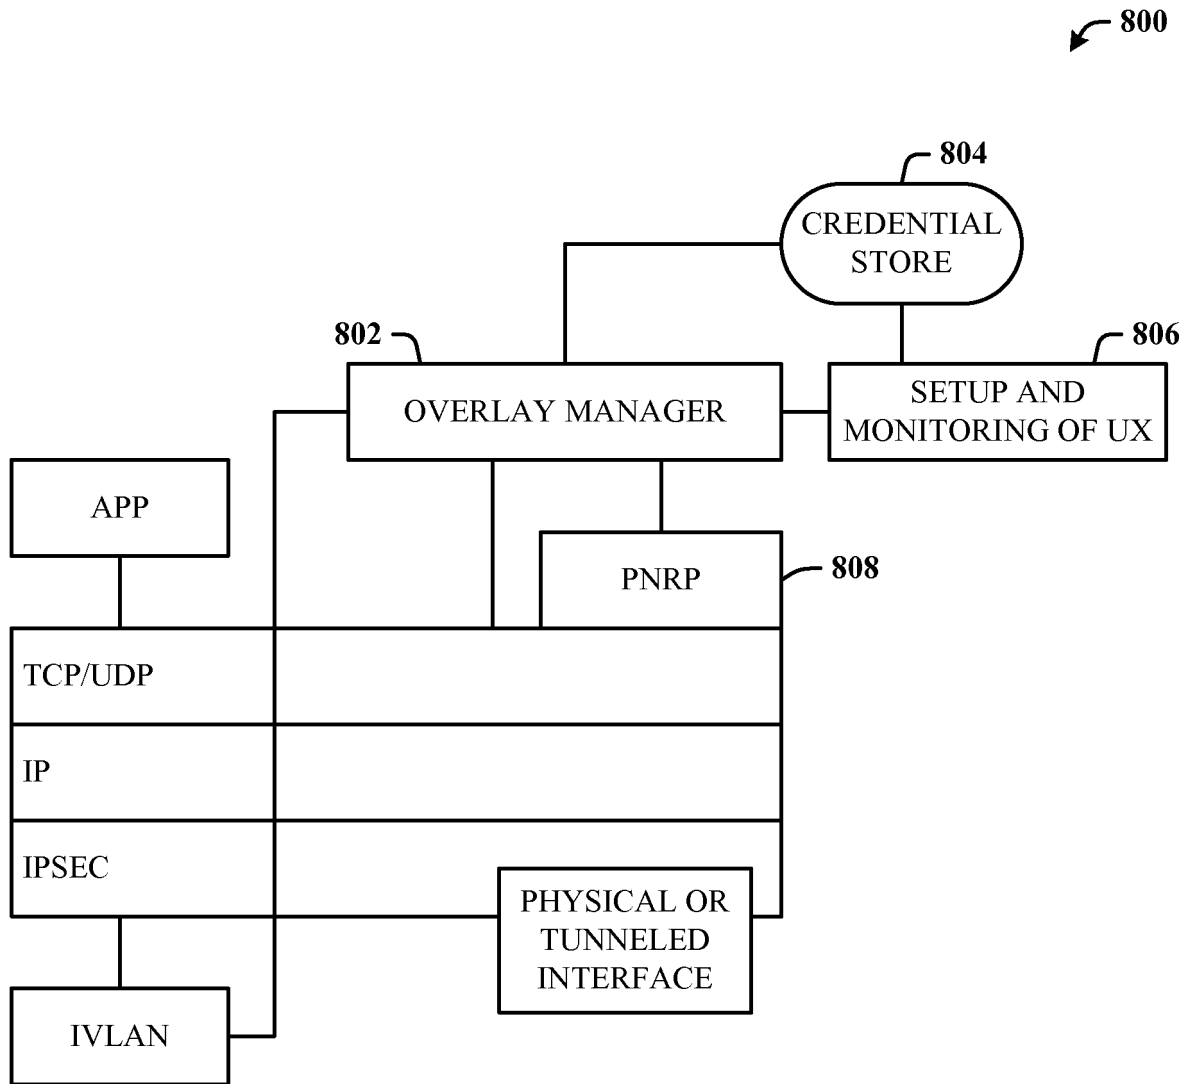 800
804
CREDENTIAL
STORE
802
806
OVERLAY MANAGER
SETUP AND
MONITORING OF UX
APP
PNRP
808
TCP/UDP
IP
IPSEC
PHYSICAL OR
TUNNELED
INTERFACE
IVLAN